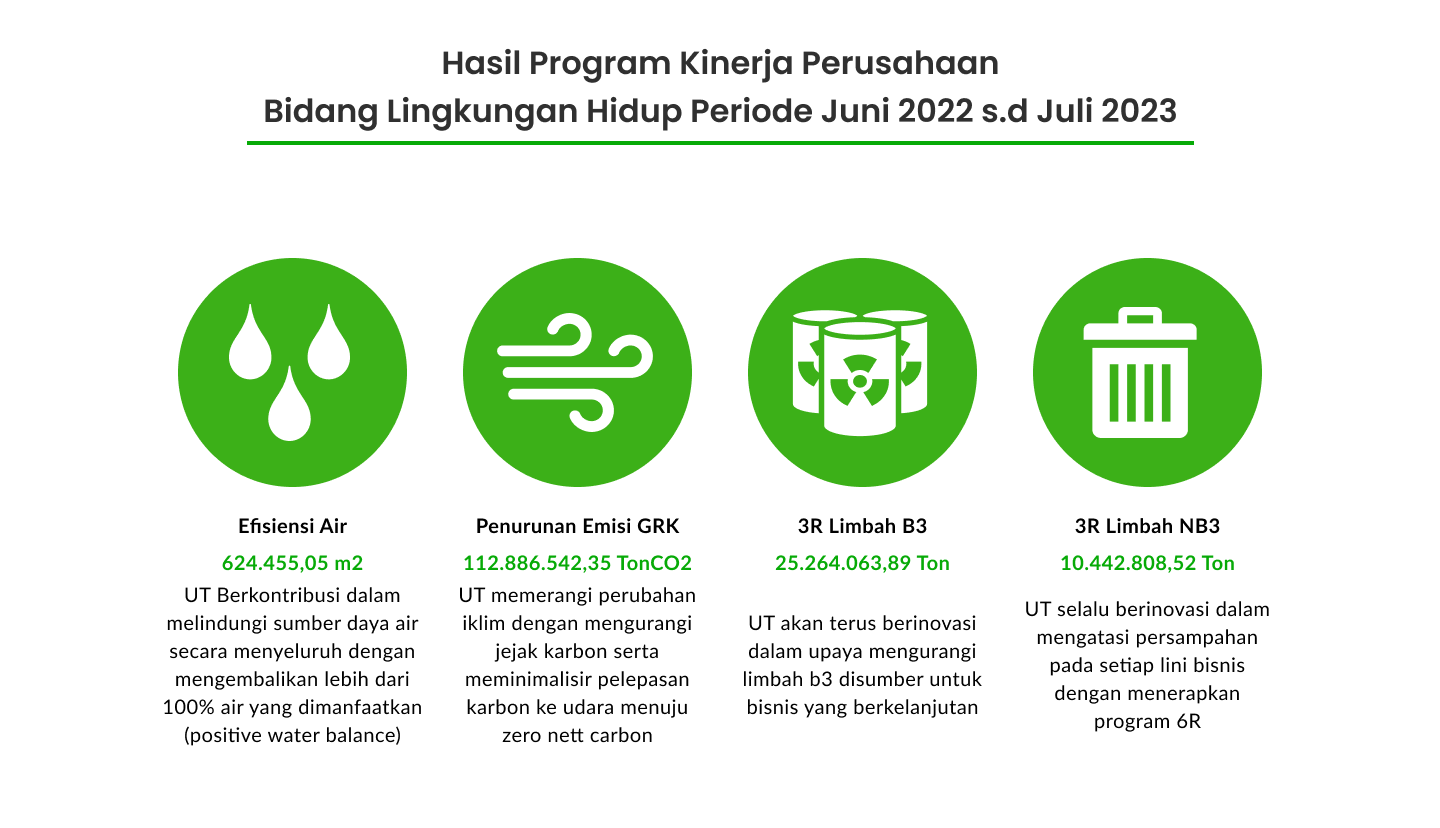 Hasil Program Kinerja Perusahaan
Bidang Lingkungan Hidup Periode Juni 2022 s.d Juli 2023
Efisiensi Air
624.455,05 m2
UT Berkontribusi dalam
melindungi sumber daya air
secara menyeluruh dengan
mengembalikan lebih dari
100% air yang dimanfaatkan
(positive water balance)
Penurunan Emisi GRK
112.886.542,35 TonCO2
UT memerangi perubahan
iklim dengan mengurangi
jejak karbon serta
meminimalisir pelepasan
karbon ke udara menuju
zero nett carbon
3R Limbah B3
25.264.063,89 Ton
UT akan terus berinovasi
dalam upaya mengurangi
limbah b3 disumber untuk
bisnis yang berkelanjutan
3R Limbah NB3
10.442.808,52 Ton
UT selalu berinovasi dalam
mengatasi persampahan
pada setiap lini bisnis
dengan menerapkan
program 6R